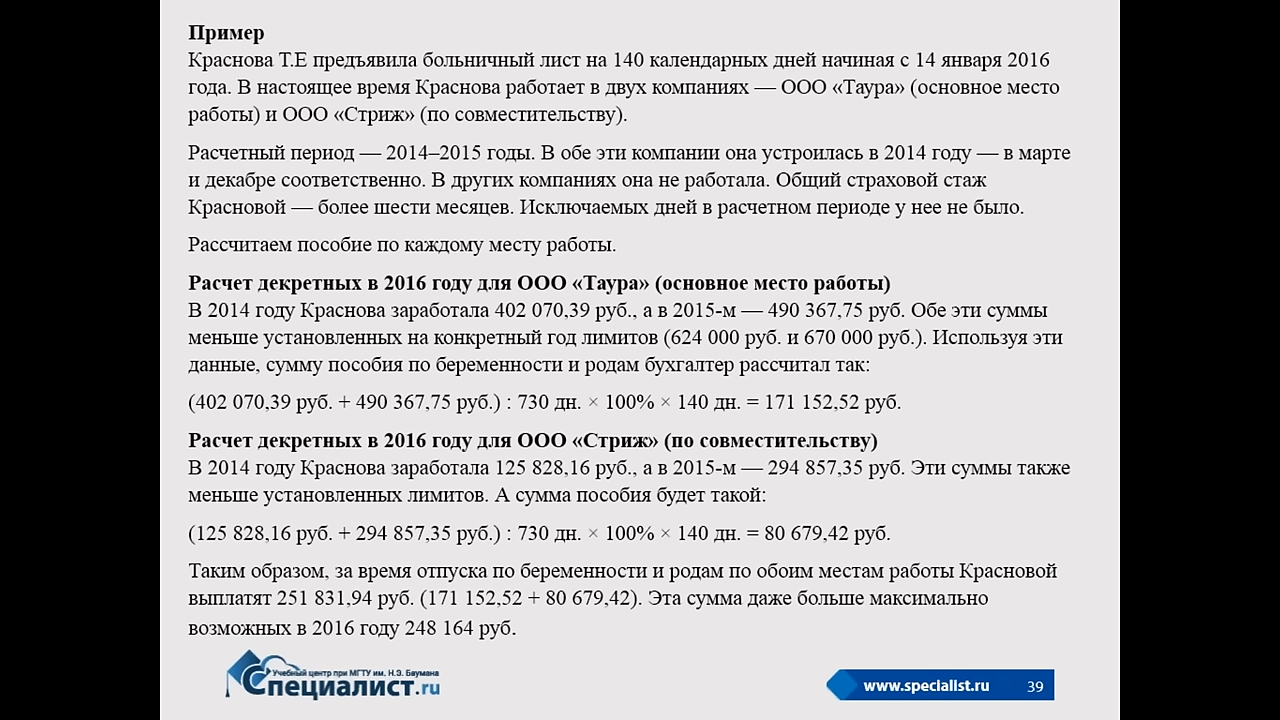 Пример
Краснова Т.Е предъявила больничный лист на 140 календарных дней начиная с 14 января 2016
года. В настоящее время Краснова работает в двух компаниях — ООО «Таура» (основное место
работы) и ООО «Стриж» (по совместительству).
Расчетный период — 2014–2015 годы. В обе эти компании она устроилась в 2014 году — в марте
и декабре соответственно. В других компаниях она не работала. Общий страховой стаж
Красновой — более шести месяцев. Исключаемых дней в расчетном периоде у нее не было.
Рассчитаем пособие по каждому месту работы.
Расчет декретных в 2016 году для ООО «Таура» (основное место работы)
В 2014 году Краснова заработала 402 070,39 руб., а в 2015-м — 490 367,75 руб. Обе эти суммы
меньше установленных на конкретный год лимитов (624 000 руб. и 670 000 руб.). Используя эти
данные, сумму пособия по беременности и родам бухгалтер рассчитал так:
(402 070,39 руб. + 490 367,75 руб.) : 730 дн. × 100% × 140 дн. = 171 152,52 руб.
Расчет декретных в 2016 году для ООО «Стриж» (по совместительству)
В 2014 году Краснова заработала 125 828,16 руб., а в 2015-м — 294 857,35 руб. Эти суммы также
меньше установленных лимитов. А сумма пособия будет такой:
(125 828,16 руб. + 294 857,35 руб.) : 730 дн. × 100% × 140 дн. = 80 679,42 руб.
Таким образом, за время отпуска по беременности и родам по обоим местам работы Красновой
выплатят 251 831,94 руб. (171 152,52 + 80 679,42). Эта сумма даже больше максимально
возможных в 2016 году 248 164 руб.
Учебный центр при МГТУ им. Н.Э. Баумана
Специалист.ru
www.specialist.ru 39